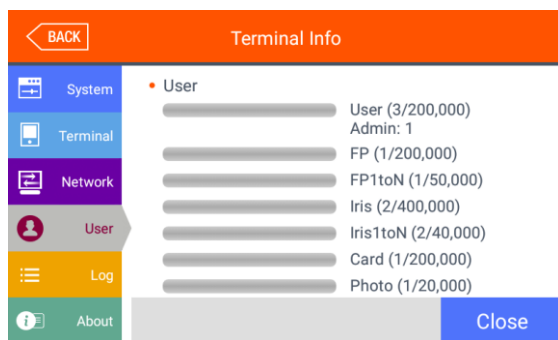 BACK
Terminal Info
System
Terminal
Network
User
Log
About
• User
User (3/200,000)
Admin: 1
FP (1/200,000)
FP1toN (1/50,000)
Iris (2/400,000)
Iris1toN (2/40,000)
Card (1/200,000)
Photo (1/20,000)
Close